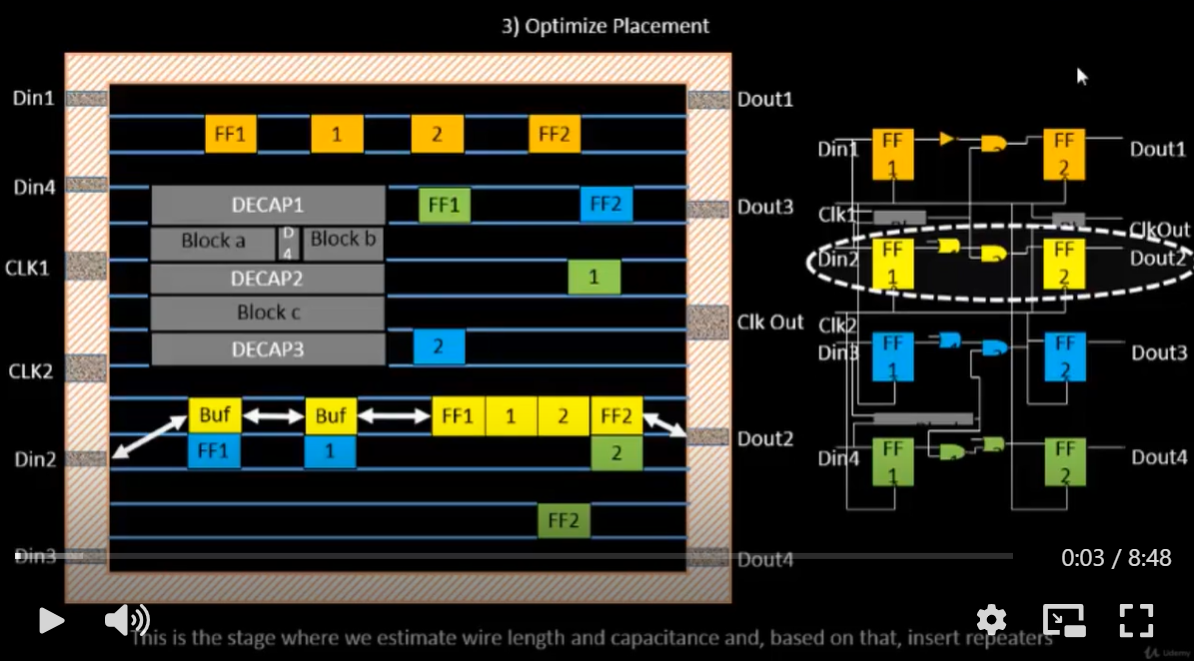 3) Optimize Placement
Din1
Din4
CLK1
CLK2
Din2
Din3
FF1 1 2 FF2
DECAP1 FF1 FF2
Block a D 4 Block b
DECAP2 1
Block c
DECAP3 2
Buf Buf FF1 1 2 FF2
FF1 1 2
FF2
Dout1
Dout3
Clk Out
Dout2
Dout4
Din1 FF 1 FF 2 Dout1
Clk1 ClkOut
Din2 FF 1 FF 2 Dout2
Clk2
Din3 FF 1 FF 2 Dout3
Din4 FF 1 FF 2 Dout4
0:03 / 8:48
This is the stage where we estimate wire length and capacitance and, based on that, insert repeaters
Udemy